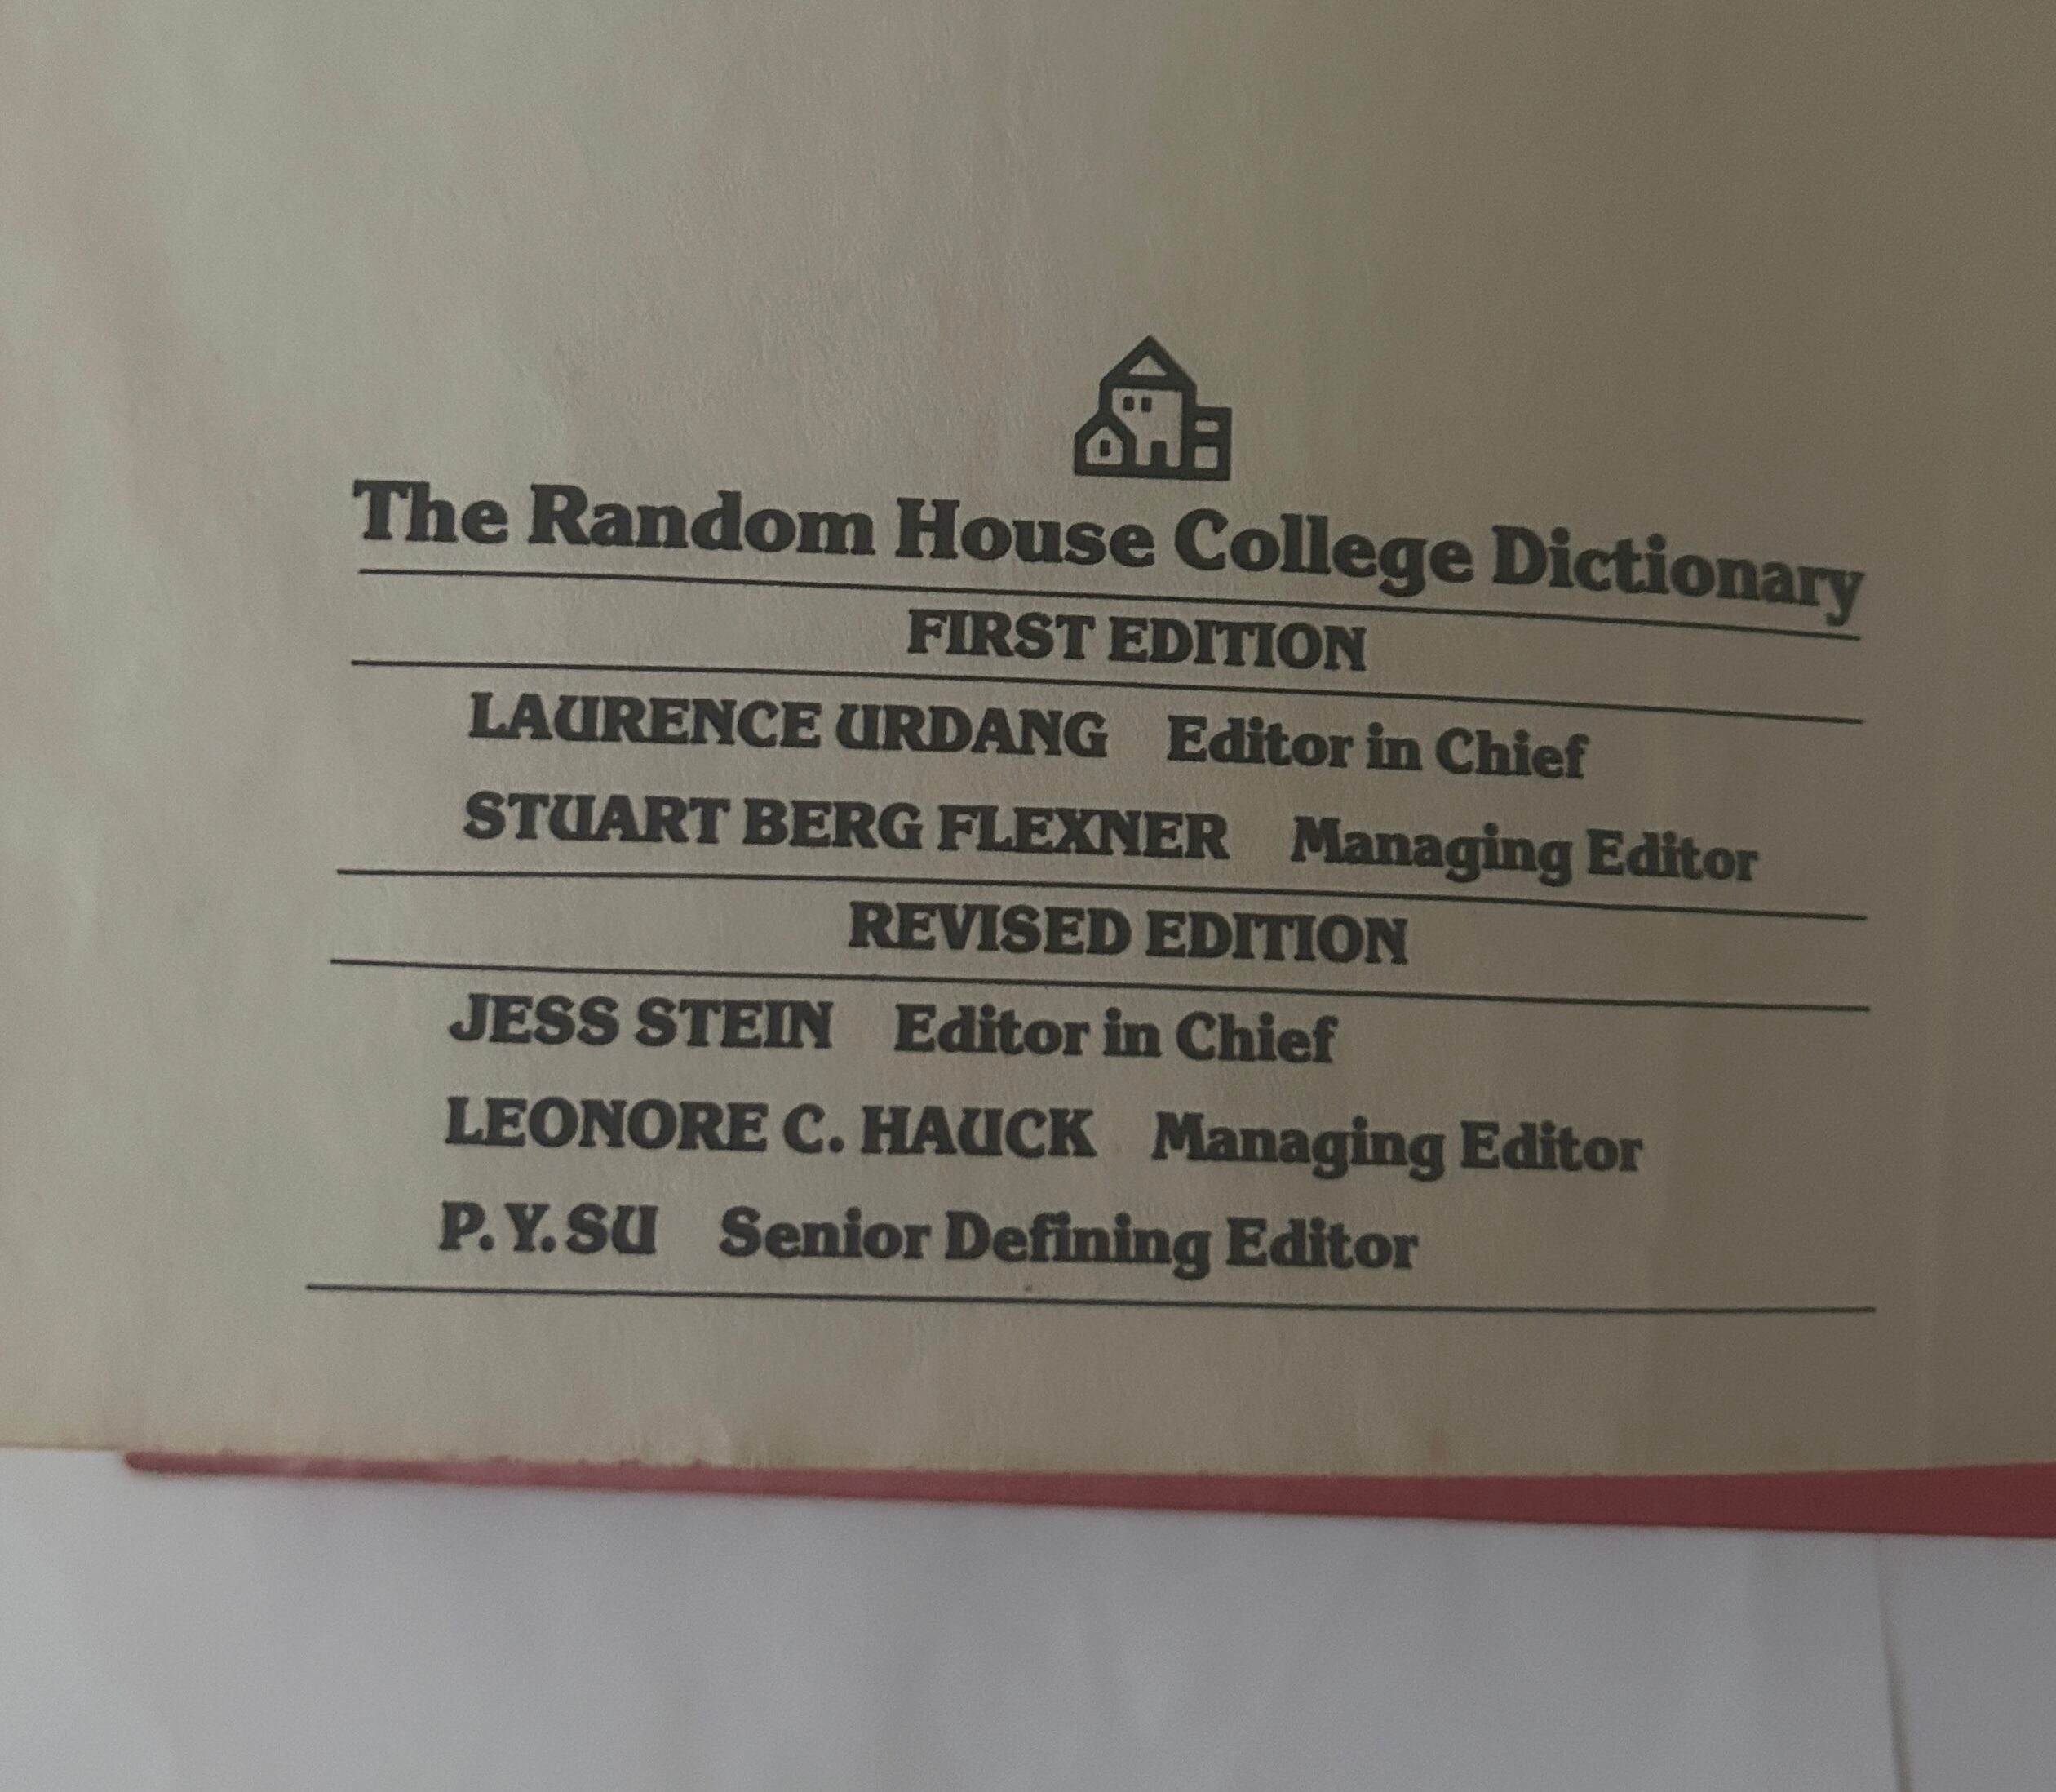 The Random House College Dictionary
FIRST EDITION
LAURENCE URDANG Editor in Chief
STUART BERG FLEXNER Managing Editor
REVISED EDITION
JESS STEIN Editor in Chief
LEONORE C. HAUCK Managing Editor
P. Y. SU Senior Defining Editor